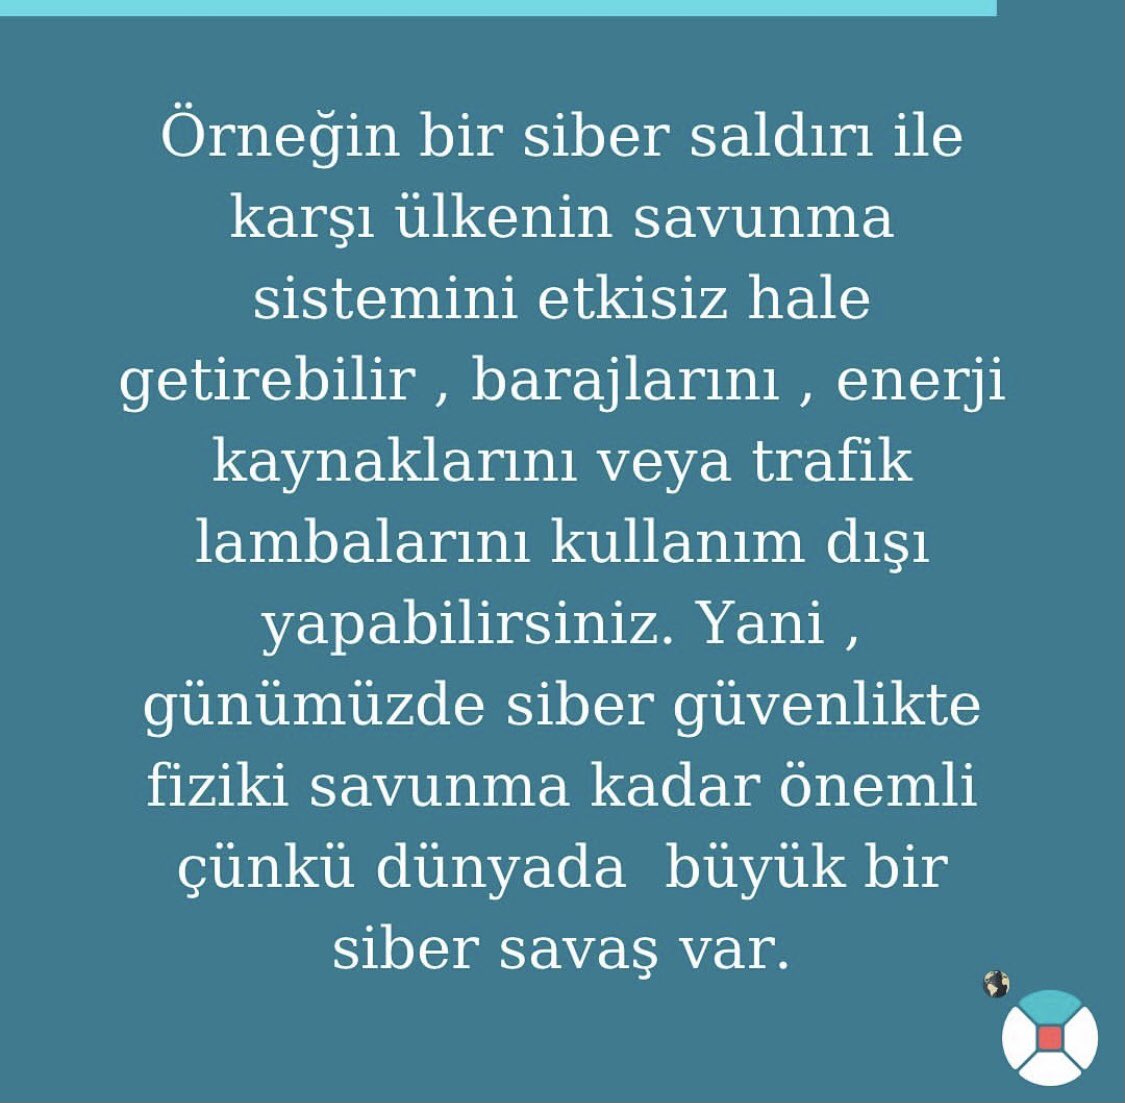 Örneğin bir siber saldırı ile
karşı ülkenin savunma
sistemini etkisiz hale
getirebilir , barajlarını , enerji
kaynaklarını veya trafik
lambalarını kullanım dışı
yapabilirsiniz. Yani ,
günümüzde siber güvenlikte
fiziki savunma kadar önemli
çünkü dünyada  büyük bir
siber savaş var.